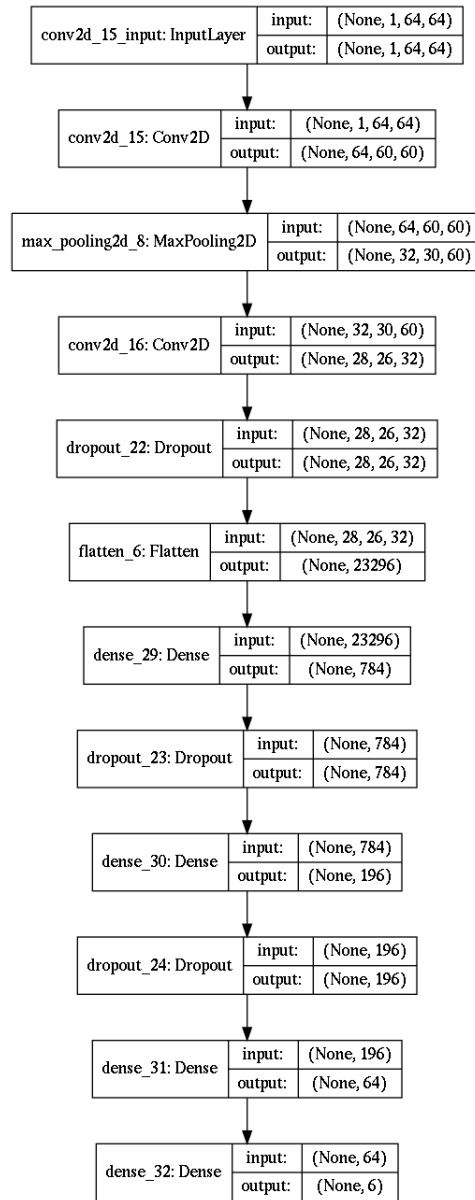 conv2d_15_input: InputLayer
input: (None, 1, 64, 64)
output: (None, 1, 64, 64)
conv2d_15: Conv2D
input: (None, 1, 64, 64)
output: (None, 64, 60, 60)
max_pooling2d_8: MaxPooling2D
input: (None, 64, 60, 60)
output: (None, 32, 30, 60)
conv2d_16: Conv2D
input: (None, 32, 30, 60)
output: (None, 28, 26, 32)
dropout_22: Dropout
input: (None, 28, 26, 32)
output: (None, 28, 26, 32)
flatten_6: Flatten
input: (None, 28, 26, 32)
output: (None, 23296)
dense_29: Dense
input: (None, 23296)
output: (None, 784)
dropout_23: Dropout
input: (None, 784)
output: (None, 784)
dense_30: Dense
input: (None, 784)
output: (None, 196)
dropout_24: Dropout
input: (None, 196)
output: (None, 196)
dense_31: Dense
input: (None, 196)
output: (None, 64)
dense_32: Dense
input: (None, 64)
output: (None, 6)